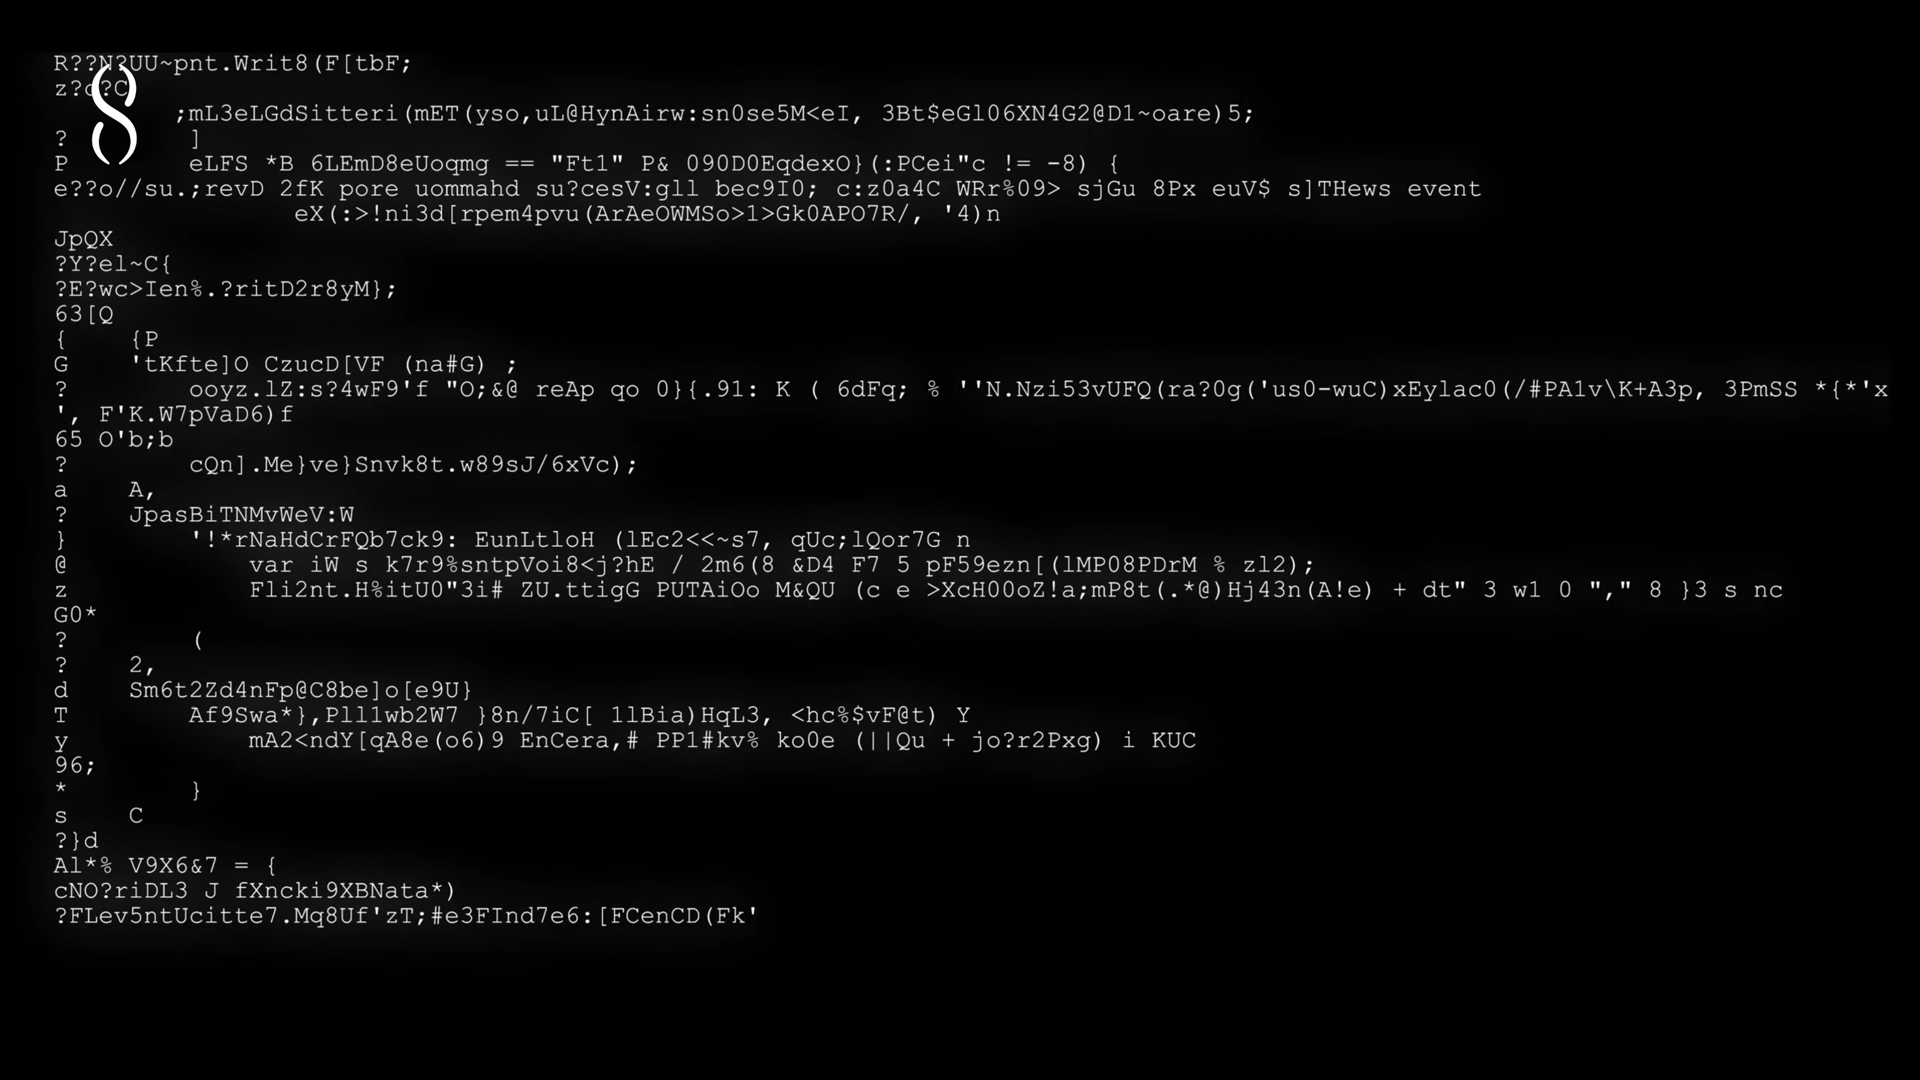 R??N?UU~pnt.Writ8(F[tbF;
z?d?C
;mL3eLGdSitteri(mET(yso,uL@HynAirw:sn0se5M<eI, 3Bt$eGl06XN4G2@D1~oare)5;
? ]
P eLFS *B 6LEmD8eUoqmg == "Ft1" P& 090D0EqdexO}(:PCei"c != -8) {
e??o//su.;revD 2fK pore uommahd su?cesV:gll bec9I0; c:z0a4C WRr%09> sjGu 8Px euV$ s]THews event
eX(:>!ni3d[rpem4pvu(ArAeOWMSo>1>Gk0APO7R/, '4)n
JpQX
?Y?el~C{
?E?wc>Ien%.?ritD2r8yM};
63[Q
{ {P
G 'tKfte]O CzucD[VF (na#G) ;
? ooyz.lZ:s?4wF9'f "O;&@ reAp qo 0}{.91: K ( 6dFq; % ''N.Nzi53vUFQ(ra?0g('us0-wuC)xEylac0(/#PA1v\K+A3p, 3PmSS *{*'x
', F'K.W7pVaD6)f
65 O'b;b
? cQn].Me}ve}Snvk8t.w89sJ/6xVc);
a A,
? JpasBiTNMvWeV:W
} '!*rNaHdCrFQb7ck9: EunLtloH (lEc2<<~s7, qUc;lQor7G n
@ var iW s k7r9%sntpVoi8<j?hE / 2m6(8 &D4 F7 5 pF59ezn[(lMP08PDrM % zl2);
z Fli2nt.H%itU0"3i# ZU.ttigG PUTAiOo M&QU (c e >XcH00oZ!a;mP8t(.*@)Hj43n(A!e) + dt" 3 w1 0 "," 8 }3 s nc
G0*
? (
? 2,
d Sm6t2Zd4nFp@C8be]o[e9U}
T Af9Swa*},Pll1wb2W7 }8n/7iC[ 1lBia)HqL3, <hc%$vF@t) Y
y mA2<ndY[qA8e(o6)9 EnCera,# PP1#kv% ko0e (||Qu + jo?r2Pxg) i KUC
96;
* }
s C
?}d
Al*% V9X6&7 = {
cNO?riDL3 J fXncki9XBNata*)
?FLev5ntUcitte7.Mq8Uf'zT;#e3FInd7e6:[FCenCD(Fk'